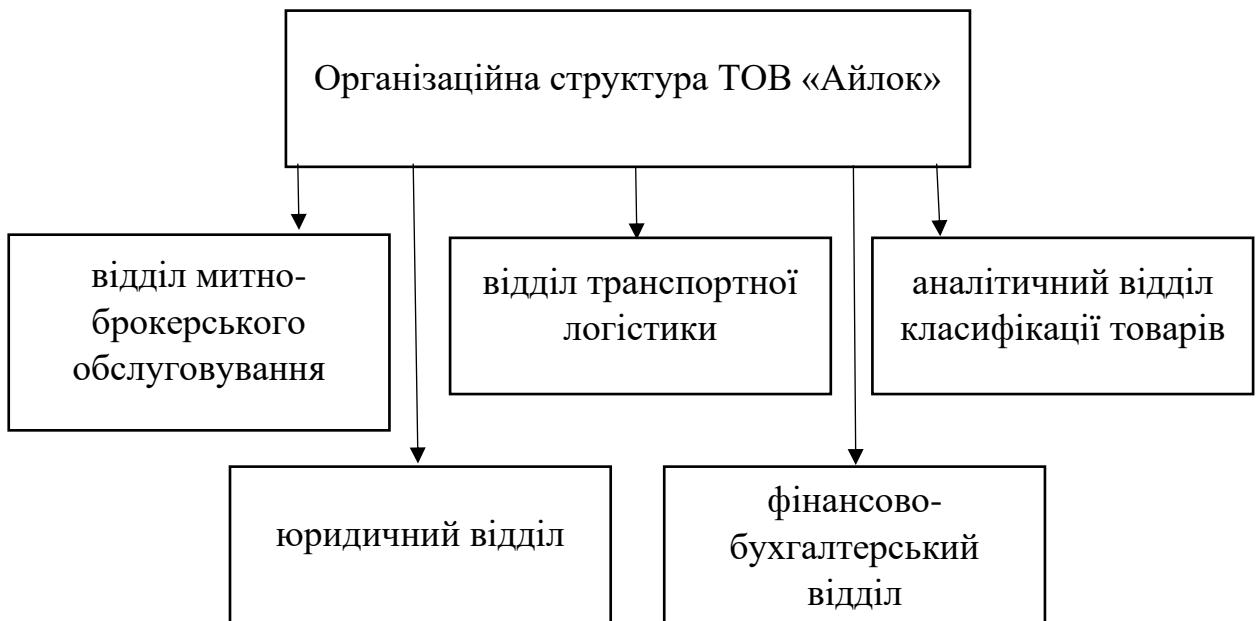 Організаційна структура ТОВ «Айлок»
відділ митно-
брокерського
обслуговування
відділ транспортної
логістики
аналітичний відділ
класифікації товарів
юридичний відділ
фінансово-
бухгалтерський
відділ